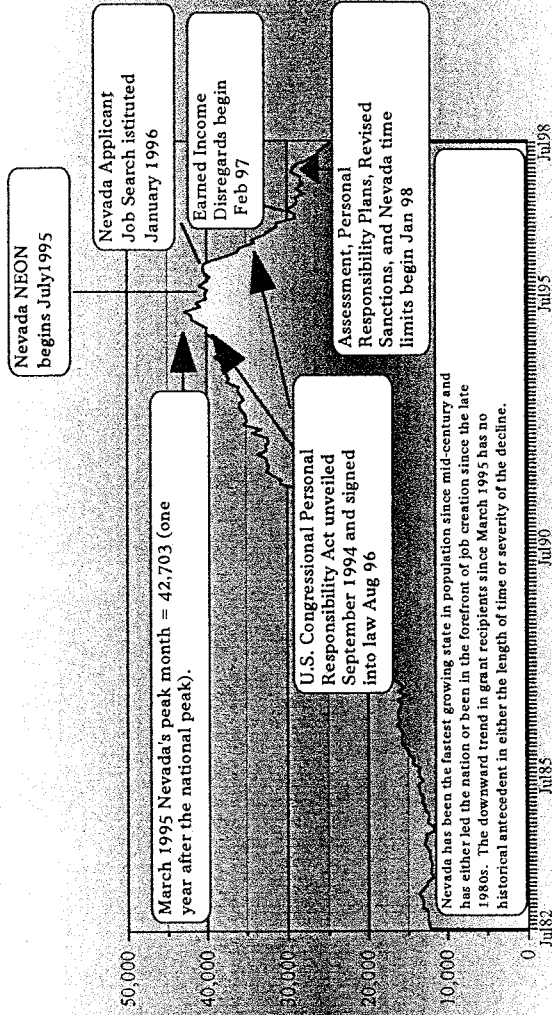 Nevada NEON
begins July1995
Nevada Applicant
Job Search istituted
January 1996
Earned Income
Disregards begin
Feb 97
March 1995 Nevada's peak month = 42,703 (one
year after the national peak).
U.S. Congressional Personal
Responsibility Act unveiled
September 1994 and signed
into law Aug 96
Assessment, Personal
Responsibility Plans, Revised
Sanctions, and Nevada time
limits begin Jan 98
Nevada has been the fastest growing state in population since mid-century and
has either led the nation or been in the forefront of job creation since the late
1980s. The downward trend in grant recipients since March 1995 has no
historical antecedent in either the length of time or severity of the decline.
50,000
40,000
30,000
20,000
10,000
0
Jul82
Jul85
Jul90
Jul95
Jul98